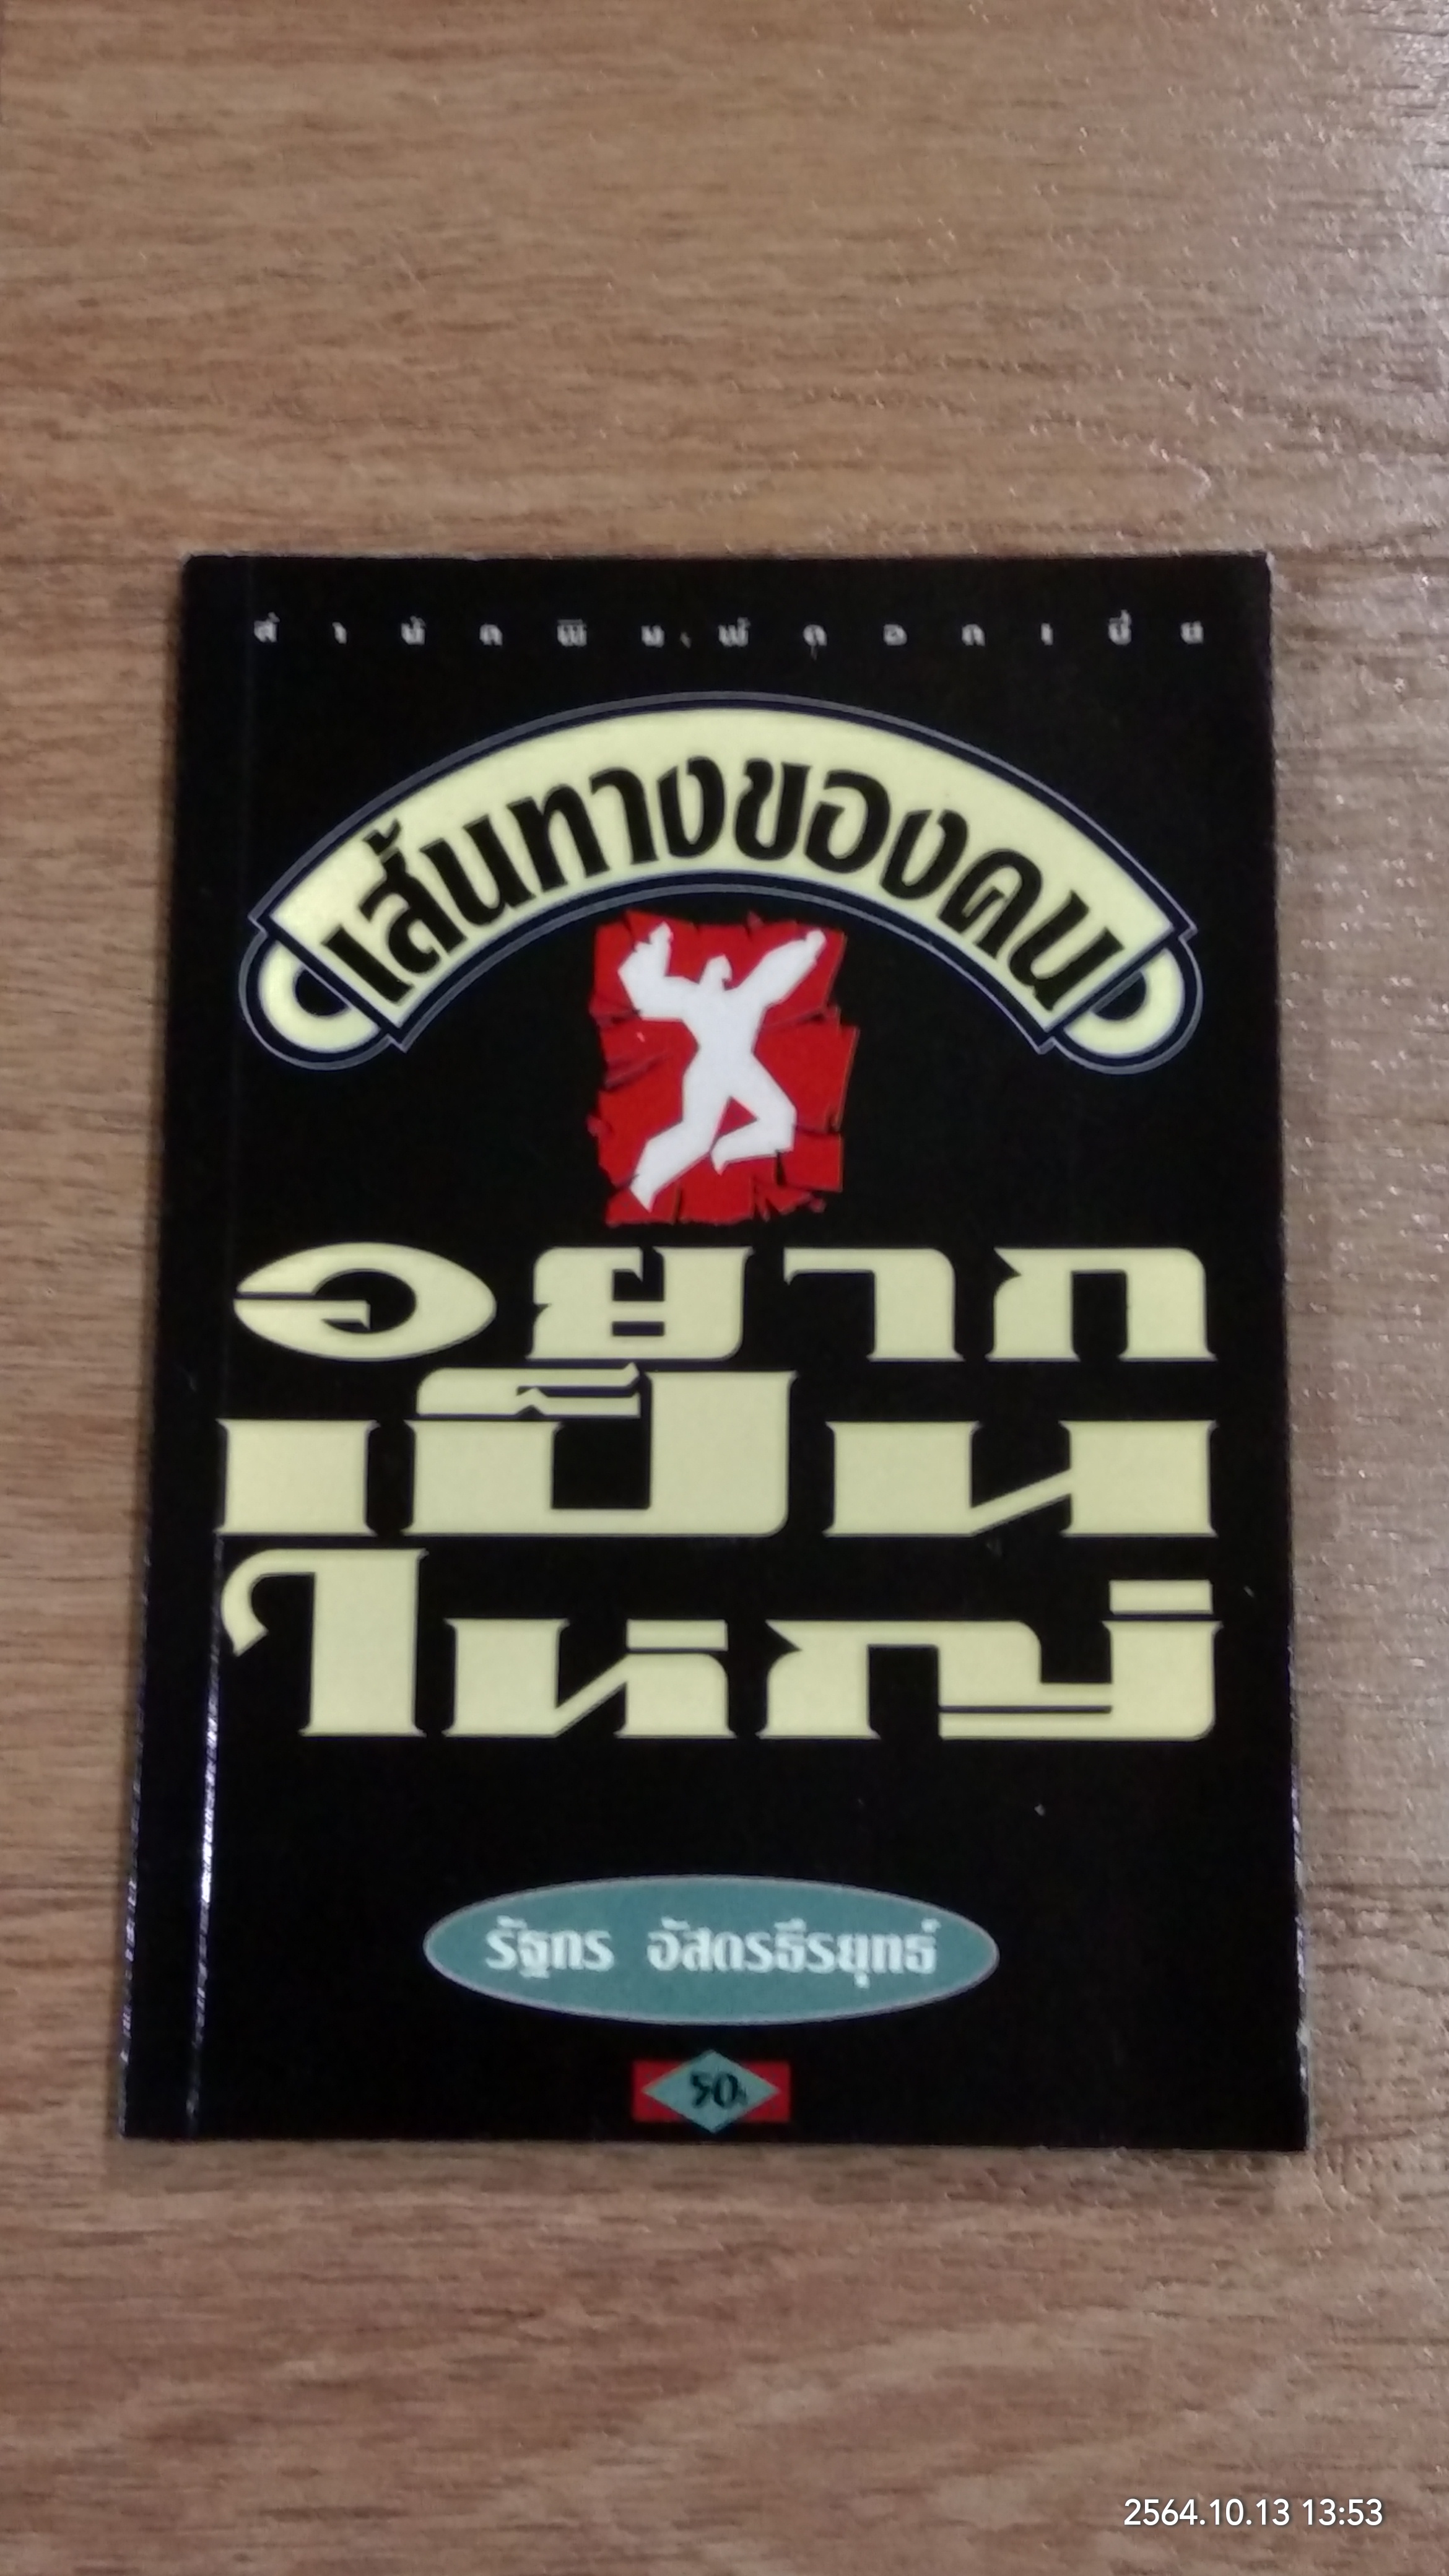 สำนักพิมพ์ดอกเบี้ย
เส้นทางของคน
อยาก
เป็น
ใหญ่
รัฐกร อัสดรธีรยุทธ์
2564.10.13 13:53